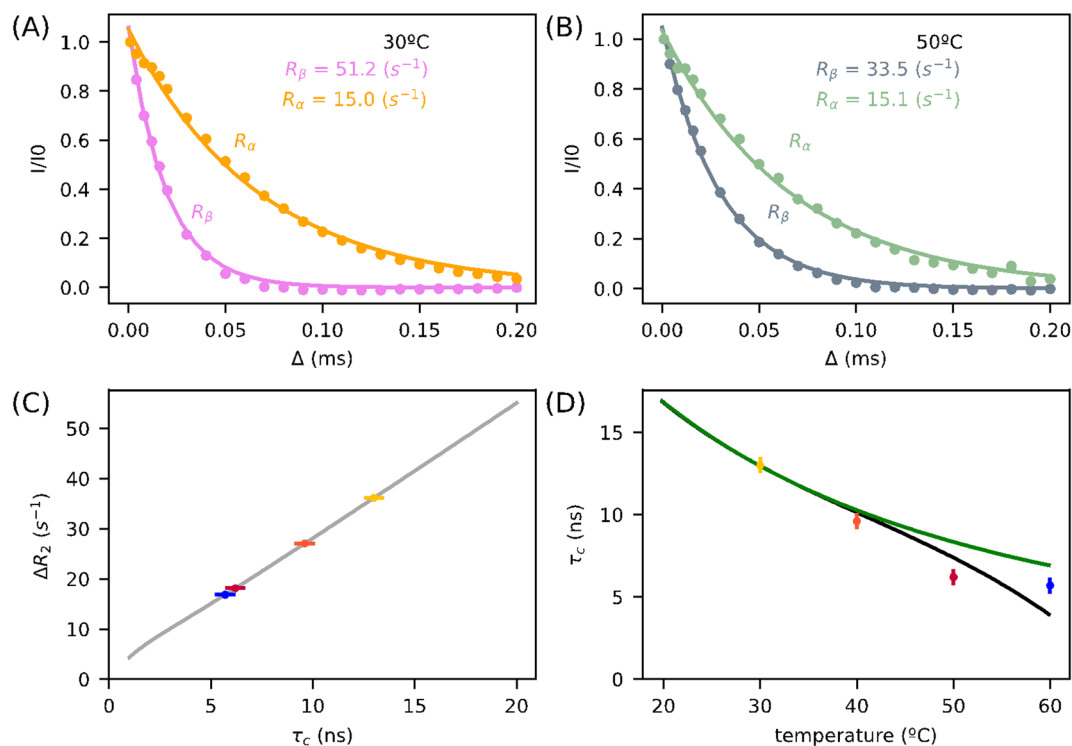 (A)
30ºC
Rβ = 51.2 (s⁻¹)
Rα = 15.0 (s⁻¹)
Rα
Rβ
I/I0
1.0
0.8
0.6
0.4
0.2
0.0
0.00 0.05 0.10 0.15 0.20
Δ (ms)
(B)
50ºC
Rβ = 33.5 (s⁻¹)
Rα = 15.1 (s⁻¹)
Rα
Rβ
I/I0
1.0
0.8
0.6
0.4
0.2
0.0
0.00 0.05 0.10 0.15 0.20
Δ (ms)
(C)
ΔR₂ (s⁻¹)
50
40
30
20
10
0
0 5 10 15 20
τc (ns)
(D)
τc (ns)
15
10
5
0
20 30 40 50 60
temperature (ºC)